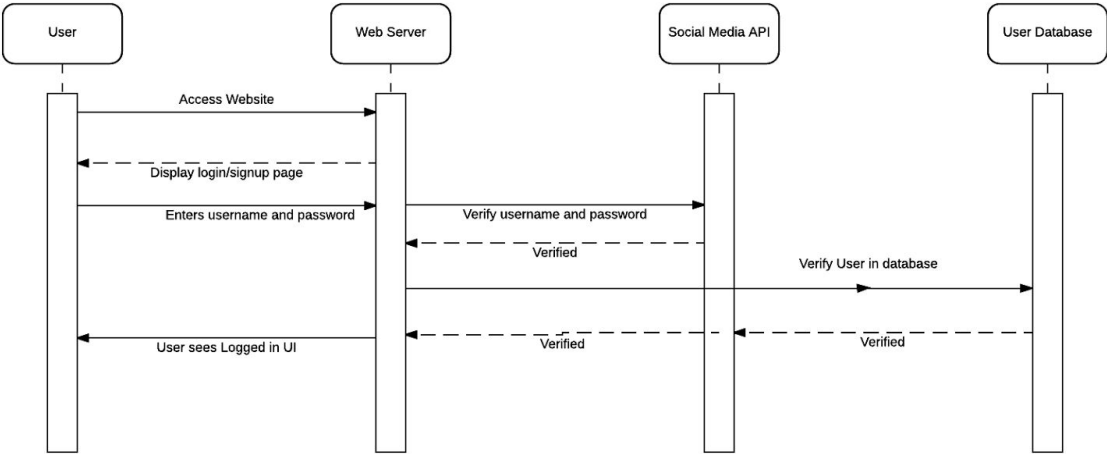 User
Web Server
Social Media API
User Database
Access Website
Display login/signup page
Enters username and password
Verify username and password
Verified
Verify User in database
User sees Logged in UI
Verified
Verified